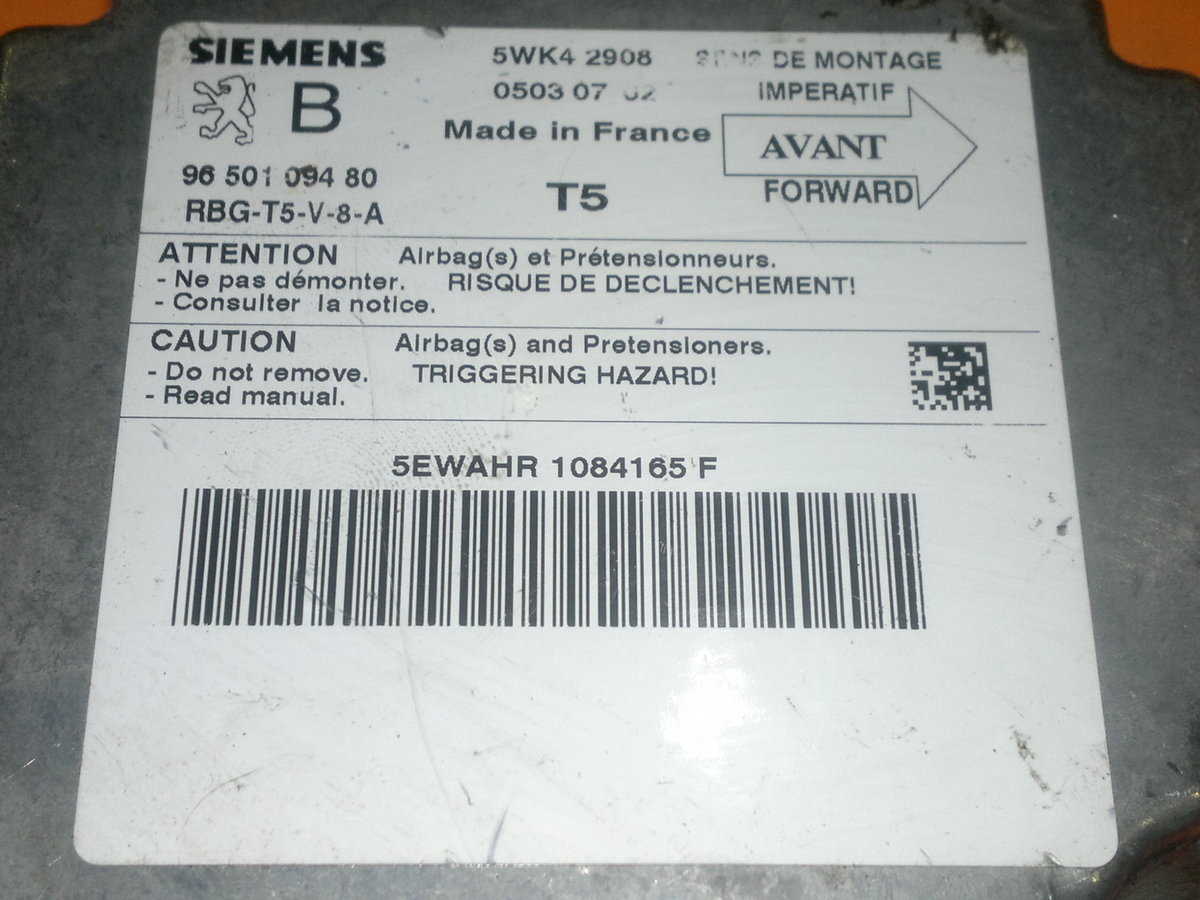 SIEMENS
B
96 501 094 80
RBG-T5-V-8-A
5WK4 2908
0503 07
Made in France
T5
DE MONTAGE
IMPERATIF
AVANT
FORWARD
ATTENTION Airbag(s) et Prétensionneurs.
- Ne pas démonter. RISQUE DE DECLENCHEMENT!
- Consulter la notice.
CAUTION Airbag(s) and Pretensioners.
- Do not remove. TRIGGERING HAZARD!
- Read manual.
5EWAHR 1084165 F